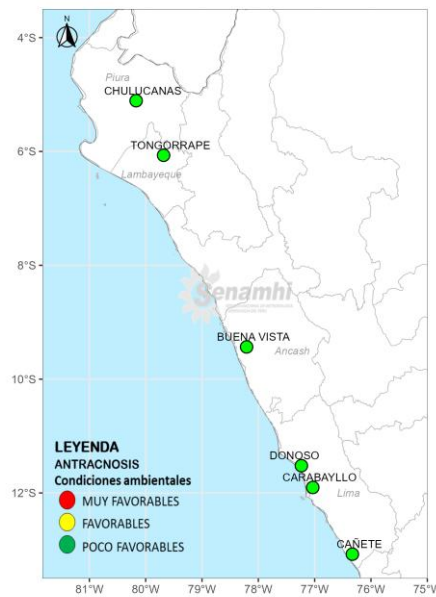 N
4°S
Piura
CHULUCANAS
TONGORRAPE
6°S
Lambayeque
8°S
Senamhi
BUENA VISTA
Ancash
10°S
DONOSO
CARABAYLLO
Lima
12°S
CAÑETE
LEYENDA
ANTRACNOSIS
Condiciones ambientales
MUY FAVORABLES
FAVORABLES
POCO FAVORABLES
81°W 80°W 79°W 78°W 77°W 76°W 75°W